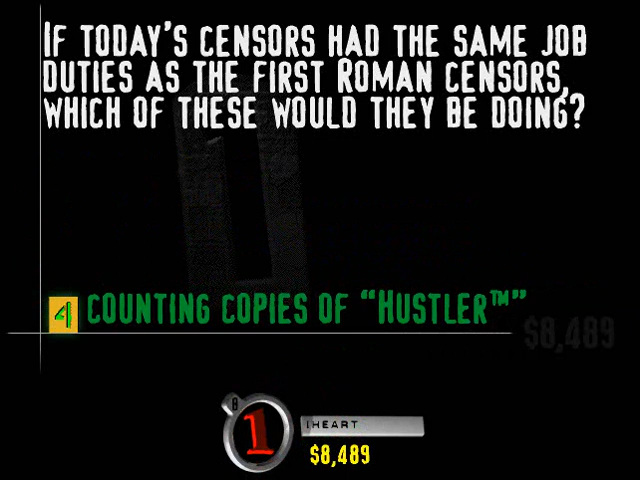 IF TODAY'S CENSORS HAD THE SAME JOB
DUTIES AS THE FIRST ROMAN CENSORS,
WHICH OF THESE WOULD THEY BE DOING?
4 COUNTING COPIES OF “HUSTLER™”
$8,489
8
1 IHEART
$8,489